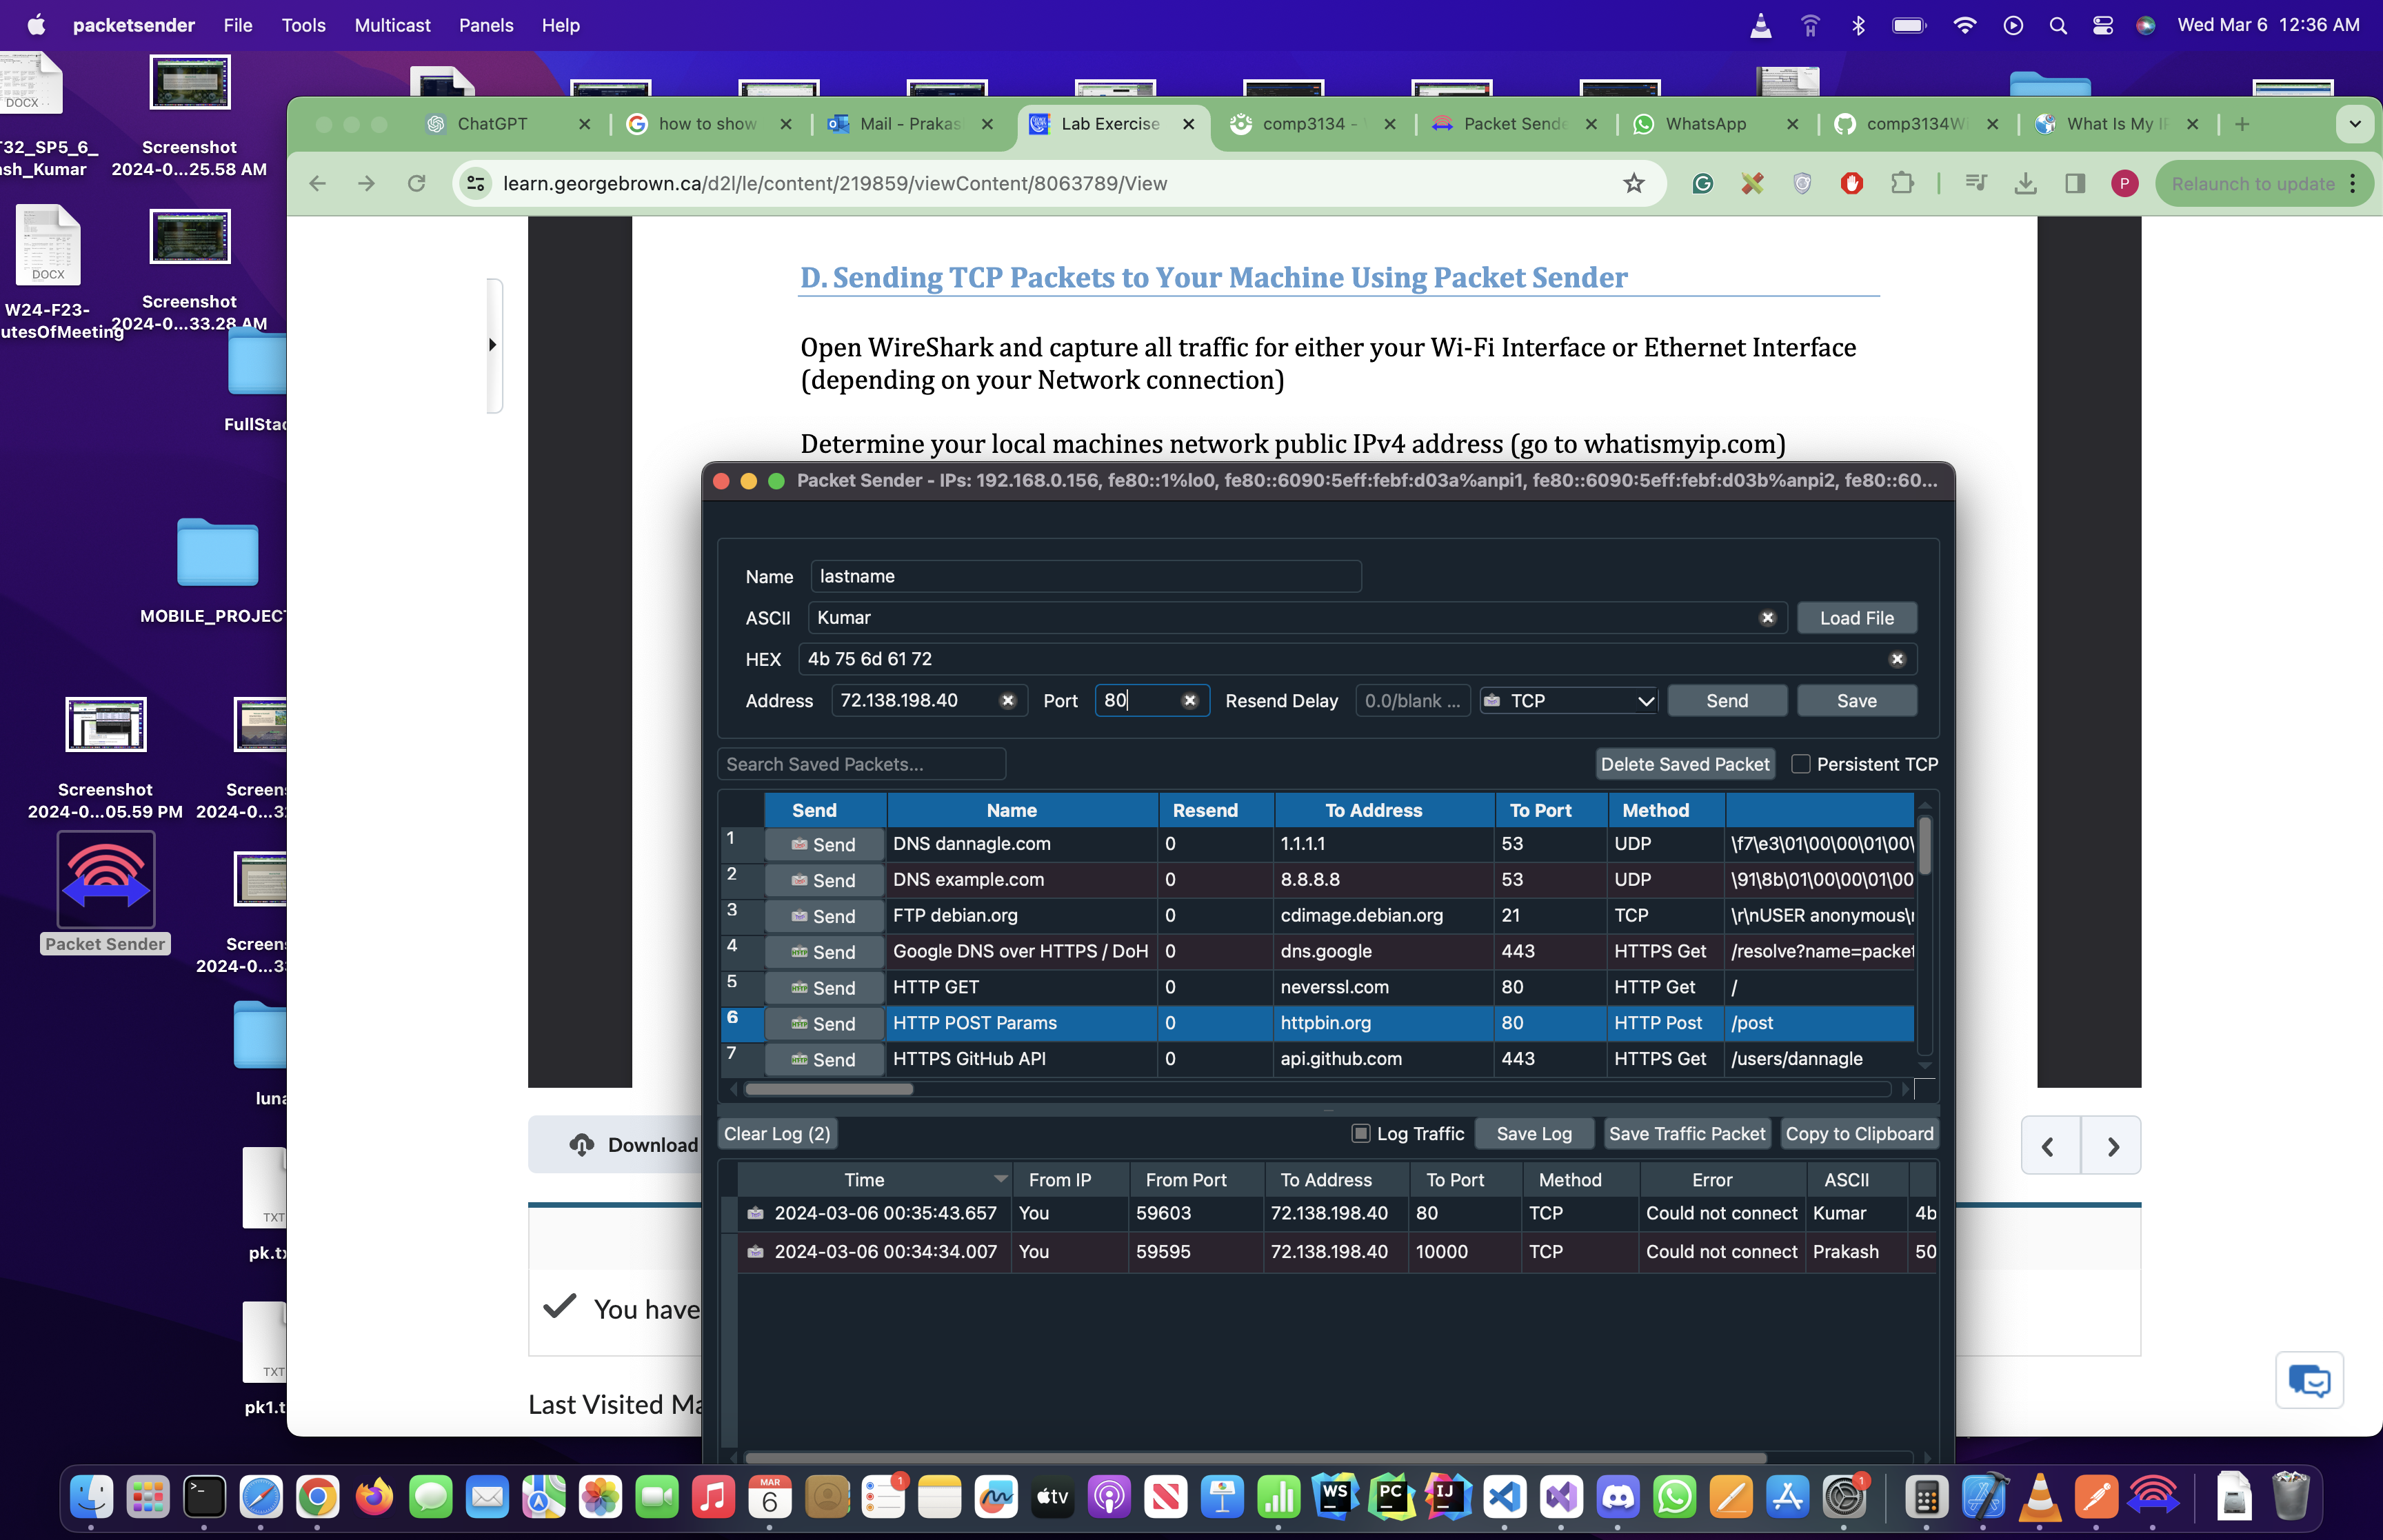 packetsender File Tools Multicast Panels Help
Wed Mar 6 12:36 AM
DOCX
T32_SP5_6_
ash_Kumar
Screenshot
2024-0...25.58 AM
DOCX
W24-F23-
utesOfMeeting
Screenshot
2024-0...33.28 AM
FullStac
MOBILE_PROJECT
Screenshot
2024-0...05.59 PM
Screens
2024-0...3
Packet Sender
Screens
2024-0...3
luna
TXT
pk.tx
TXT
pk1.t
ChatGPT
how to show
Mail - Prakas
Lab Exercise
comp3134 -
Packet Sende
WhatsApp
comp3134W
What Is My IP
learn.georgebrown.ca/d2l/le/content/219859/viewContent/8063789/View
P
Relaunch to update
D. Sending TCP Packets to Your Machine Using Packet Sender
Open WireShark and capture all traffic for either your Wi-Fi Interface or Ethernet Interface
(depending on your Network connection)
Determine your local machines network public IPv4 address (go to whatismyip.com)
Packet Sender - IPs: 192.168.0.156, fe80::1%lo0, fe80::6090:5eff:febf:d03a%anpi1, fe80::6090:5eff:febf:d03b%anpi2, fe80::60...
Name lastname
ASCII Kumar Load File
HEX 4b 75 6d 61 72
Address 72.138.198.40 Port 80 Resend Delay 0.0/blank ... TCP Send Save
Search Saved Packets... Delete Saved Packet Persistent TCP
Send Name Resend To Address To Port Method
1 Send DNS dannagle.com 0 1.1.1.1 53 UDP \f7\e3\01\00\00\01\00\
2 Send DNS example.com 0 8.8.8.8 53 UDP \91\8b\01\00\00\01\00
3 Send FTP debian.org 0 cdimage.debian.org 21 TCP \r\nUSER anonymous\r
4 Send Google DNS over HTTPS / DoH 0 dns.google 443 HTTPS Get /resolve?name=packet
5 Send HTTP GET 0 neverssl.com 80 HTTP Get /
6 Send HTTP POST Params 0 httpbin.org 80 HTTP Post /post
7 Send HTTPS GitHub API 0 api.github.com 443 HTTPS Get /users/dannagle
Clear Log (2) Log Traffic Save Log Save Traffic Packet Copy to Clipboard
Time From IP From Port To Address To Port Method Error ASCII
2024-03-06 00:35:43.657 You 59603 72.138.198.40 80 TCP Could not connect Kumar 4b
2024-03-06 00:34:34.007 You 59595 72.138.198.40 10000 TCP Could not connect Prakash 50
Download
You have
Last Visited Ma
1
MAR
6
tv
WS
PC
IJ
1